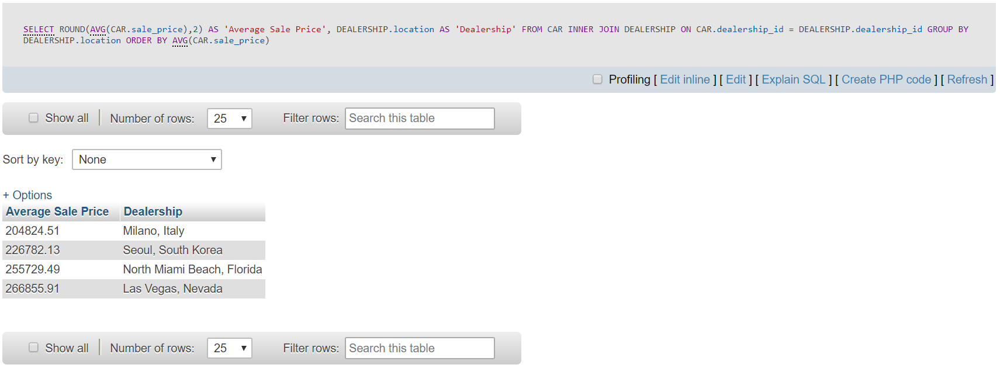 SELECT ROUND(AVG(CAR.sale_price),2) AS 'Average Sale Price', DEALERSHIP.location AS 'Dealership' FROM CAR INNER JOIN DEALERSHIP ON CAR.dealership_id = DEALERSHIP.dealership_id GROUP BY
DEALERSHIP.location ORDER BY AVG(CAR.sale_price)
Profiling [ Edit inline ] [ Edit ] [ Explain SQL ] [ Create PHP code ] [ Refresh ]
Show all Number of rows: 25 Filter rows: Search this table
Sort by key: None
+ Options
Average Sale Price Dealership
204824.51 Milano, Italy
226782.13 Seoul, South Korea
255729.49 North Miami Beach, Florida
266855.91 Las Vegas, Nevada
Show all Number of rows: 25 Filter rows: Search this table